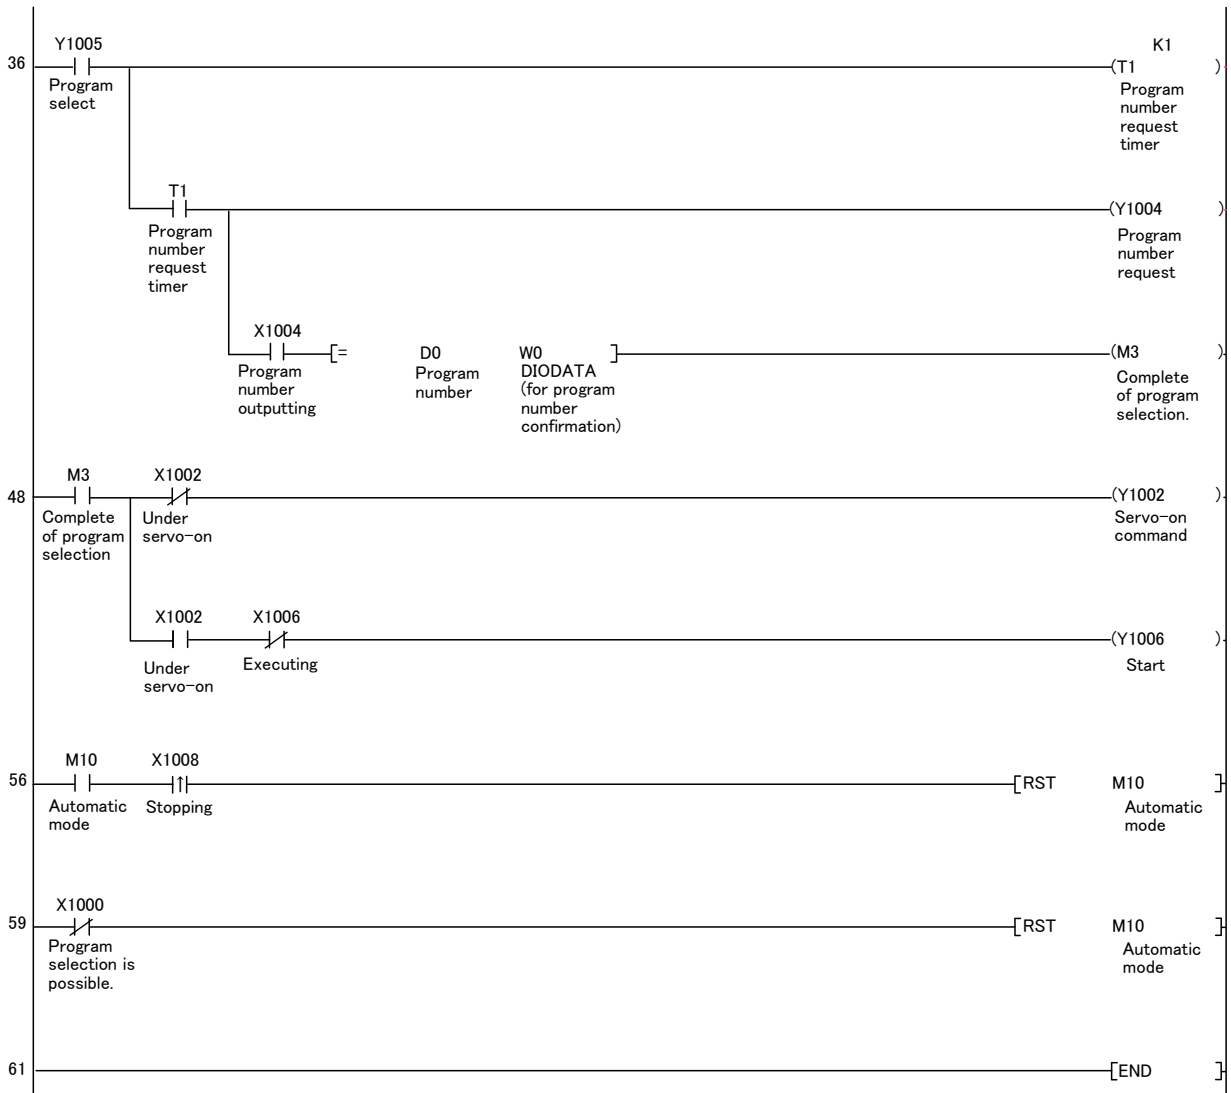 Y1005
K1
36
(T1 )
Program
select
Program
number
request
timer
T1
(Y1004 )
Program
number
request
timer
Program
number
request
X1004
[= D0 W0 ]
(M3 )
Program
number
outputting
Program
number
DIODATA
(for program
number
confirmation)
Complete
of program
selection.
M3 X1002
48
(Y1002 )
Complete
of program
selection
Under
servo-on
Servo-on
command
X1002 X1006
(Y1006 )
Under
servo-on
Executing
Start
M10 X1008
56
[RST M10 ]
Automatic
mode
Stopping
Automatic
mode
X1000
59
[RST M10 ]
Program
selection is
possible.
Automatic
mode
61
[END ]